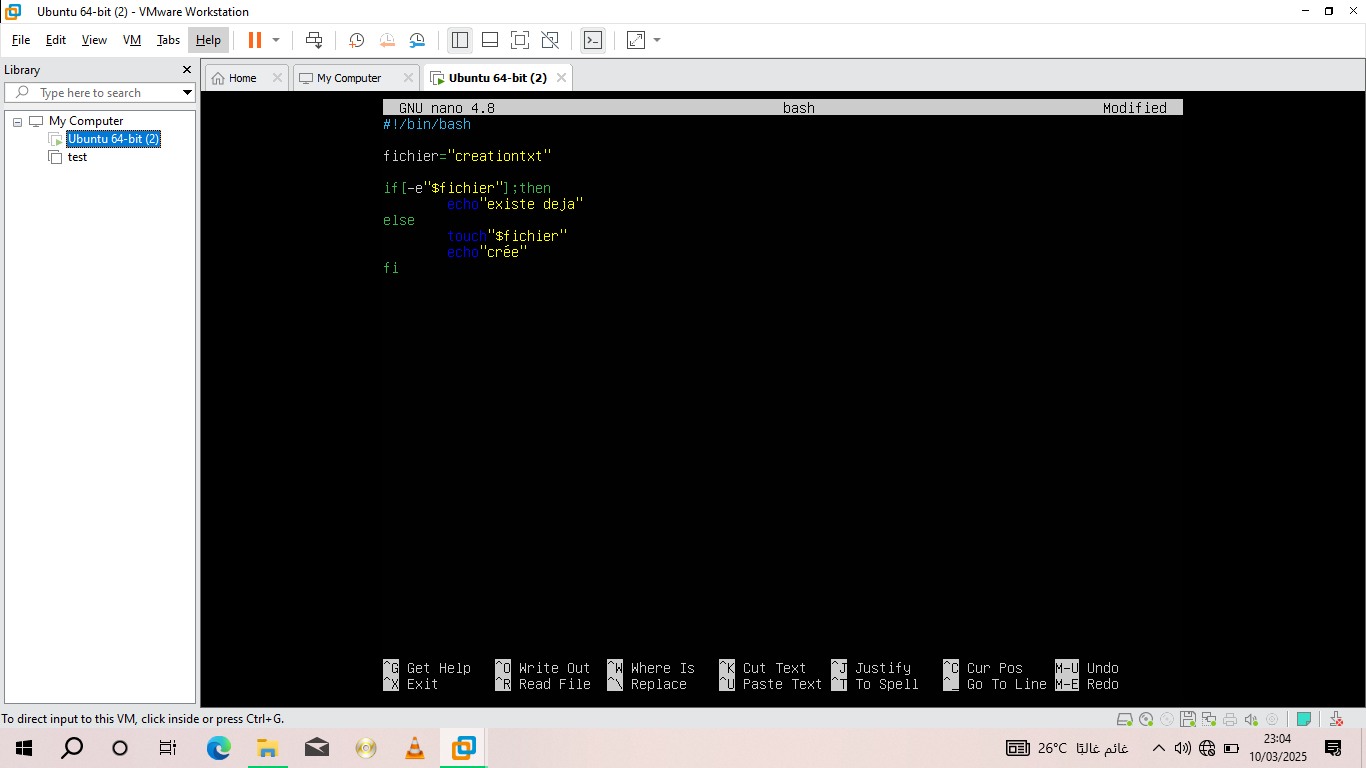 Ubuntu 64-bit (2) - VMware Workstation
File Edit View VM Tabs Help
Library
Type here to search
My Computer
Ubuntu 64-bit (2)
test
Home My Computer Ubuntu 64-bit (2)
GNU nano 4.8 bash Modified
#!/bin/bash
fichier="creationtxt"
if[-e"$fichier"];then
echo"existe deja"
else
touch"$fichier"
echo"crée"
fi
^G Get Help ^O Write Out ^W Where Is ^K Cut Text ^J Justify ^C Cur Pos M-U Undo
^X Exit ^R Read File ^\ Replace ^U Paste Text ^T To Spell ^_ Go To Line M-E Redo
To direct input to this VM, click inside or press Ctrl+G.
26°C غائم غالبًا
23:04
10/03/2025